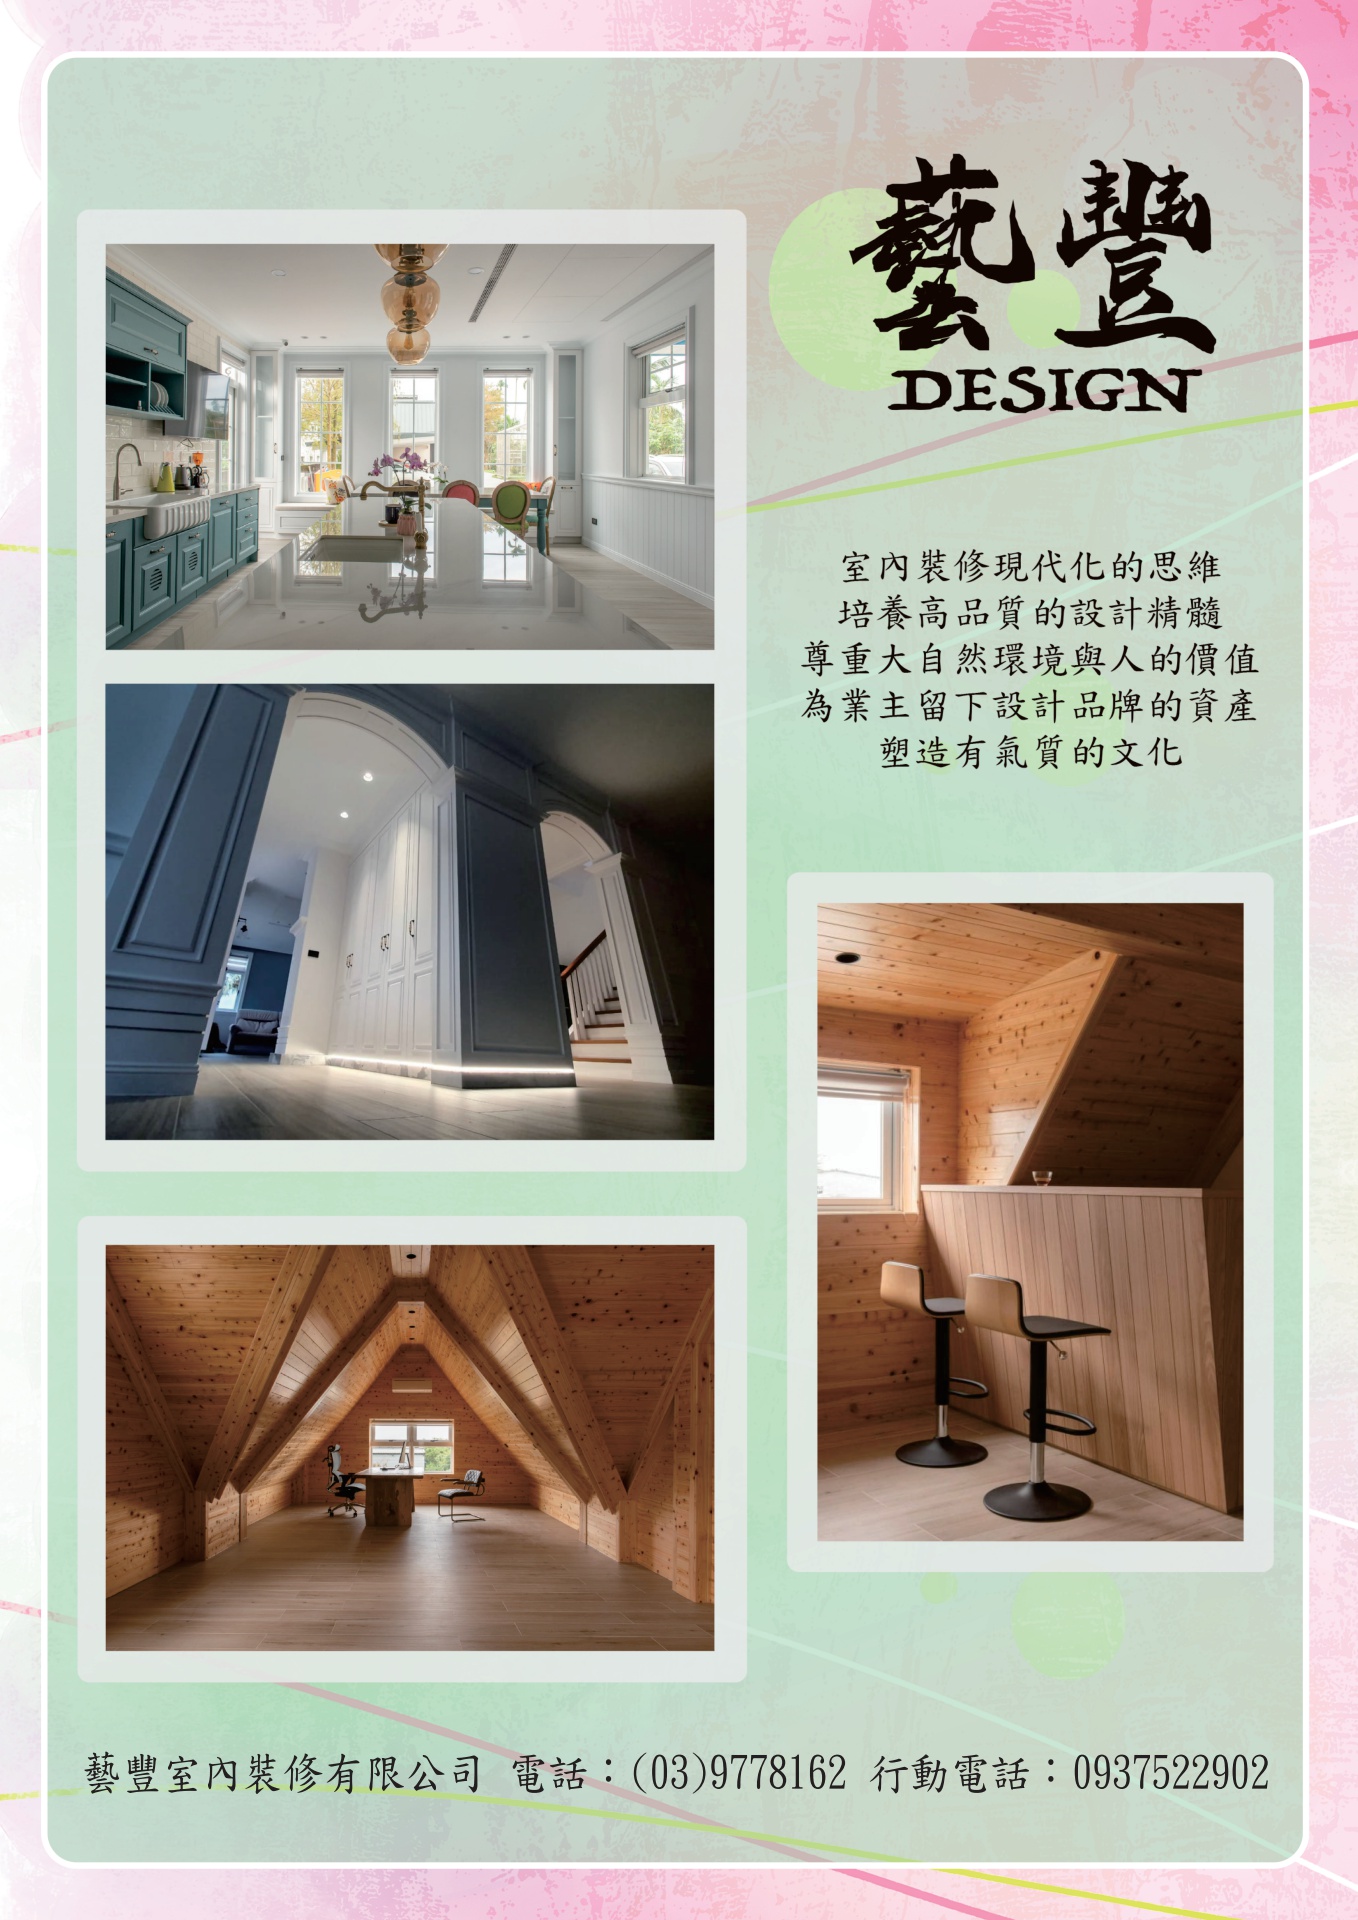 藝豐
DESIGN
室內裝修現代化的思維
培養高品質的設計精髓
尊重大自然環境與人的價值
為業主留下設計品牌的資產
塑造有氣質的文化
藝豐室內裝修有限公司 電話：(03)9778162 行動電話：0937522902